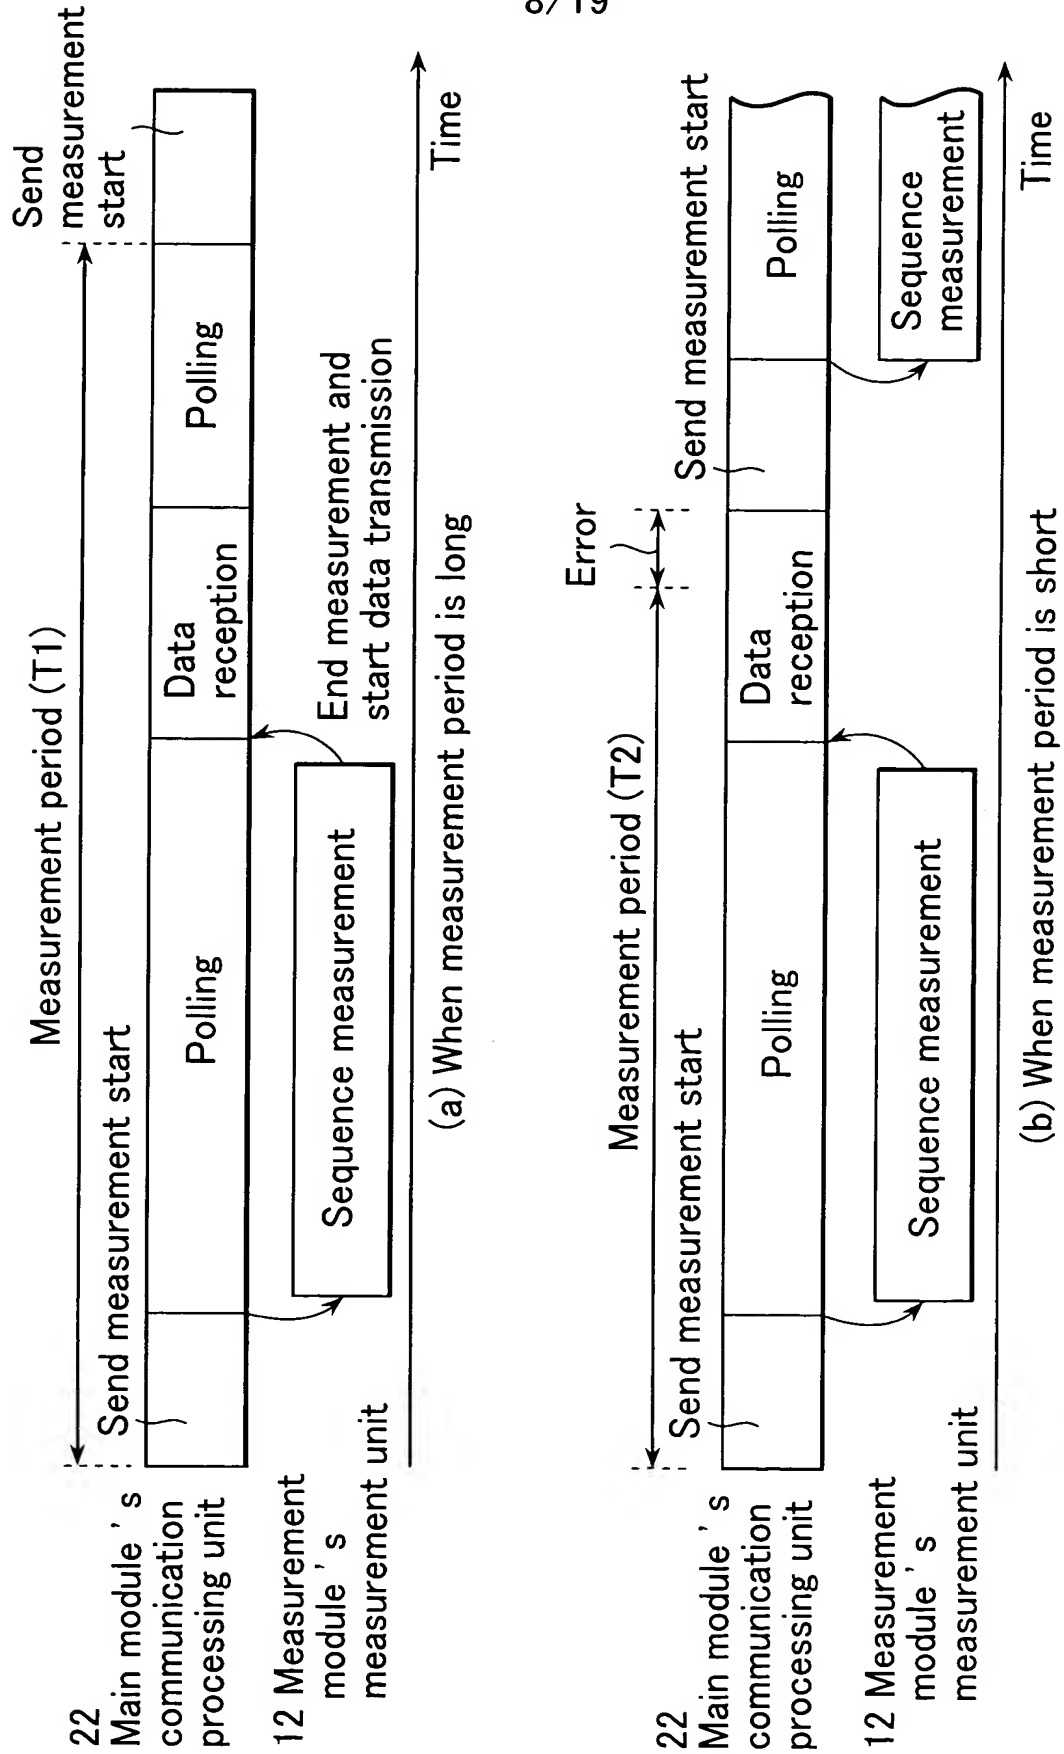 8/19
Measurement period (T1)
Send
measurement
start
Send measurement start
22
Main module's
communication
processing unit
Polling
Data
reception
Polling
12 Measurement
module's
measurement unit
Sequence measurement
End measurement and
start data transmission
Time
(a) When measurement period is long
Error
Measurement period (T2)
Send measurement start
Send measurement start
22
Main module's
communication
processing unit
Polling
Data
reception
Polling
12 Measurement
module's
measurement unit
Sequence measurement
Sequence
measurement
Time
(b) When measurement period is short